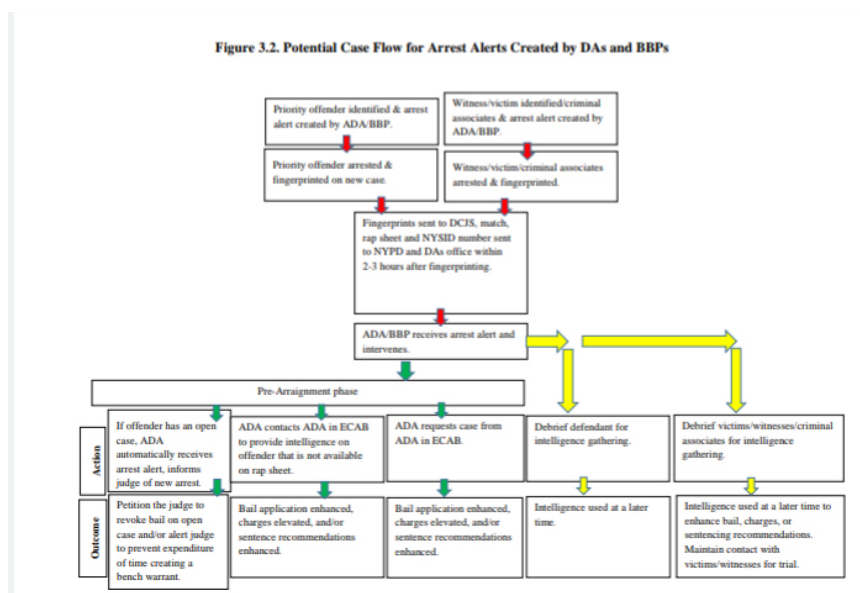 Figure 3.2. Potential Case Flow for Arrest Alerts Created by DAs and BBPs
Priority offender identified & arrest
alert created by ADA/BBP.
Witness/victim identified/criminal
associates & arrest alert created by
ADA/BBP.
Priority offender arrested &
fingerprinted on new case.
Witness/victim/criminal associates
arrested & fingerprinted.
Fingerprints sent to DCJS, match,
rap sheet and NYSID number sent
to NYPD and DAs office within
2-3 hours after fingerprinting.
ADA/BBP receives arrest alert and
intervenes.
Pre-Arraignment phase
Action
If offender has an open
case, ADA
automatically receives
arrest alert, informs
judge of new arrest.
ADA contacts ADA in ECAB
to provide intelligence on
offender that is not available
on rap sheet.
ADA requests case from
ADA in ECAB.
Debrief defendant for
intelligence gathering.
Debrief victims/witnesses/criminal
associates for intelligence
gathering.
Outcome
Petition the judge to
revoke bail on open
case and/or alert judge
to prevent expenditure
of time creating a
bench warrant.
Bail application enhanced,
charges elevated, and/or
sentence recommendations
enhanced.
Bail application enhanced,
charges elevated, and/or
sentence recommendations
enhanced.
Intelligence used at a later
time.
Intelligence used at a later time to
enhance bail, charges, or
sentencing recommendations.
Maintain contact with
victims/witnesses for trial.